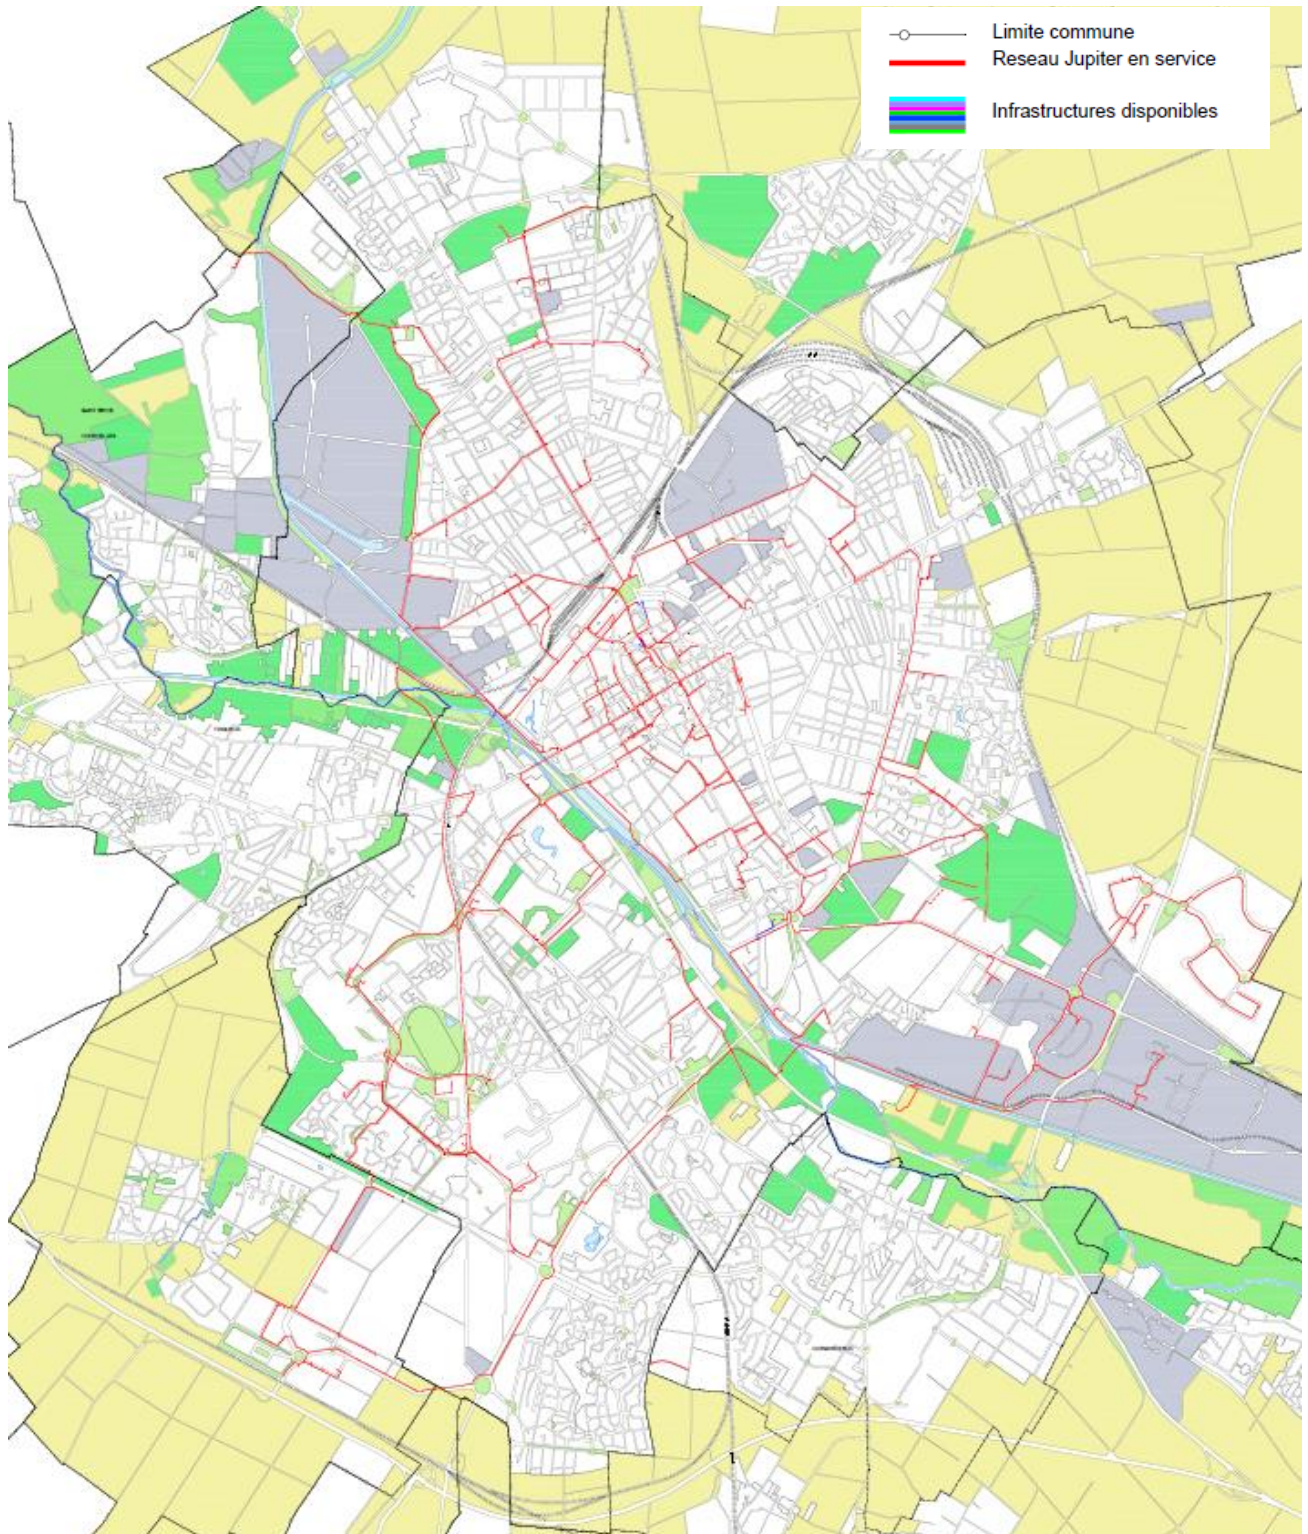 Limite commune
Reseau Jupiter en service
Infrastructures disponibles